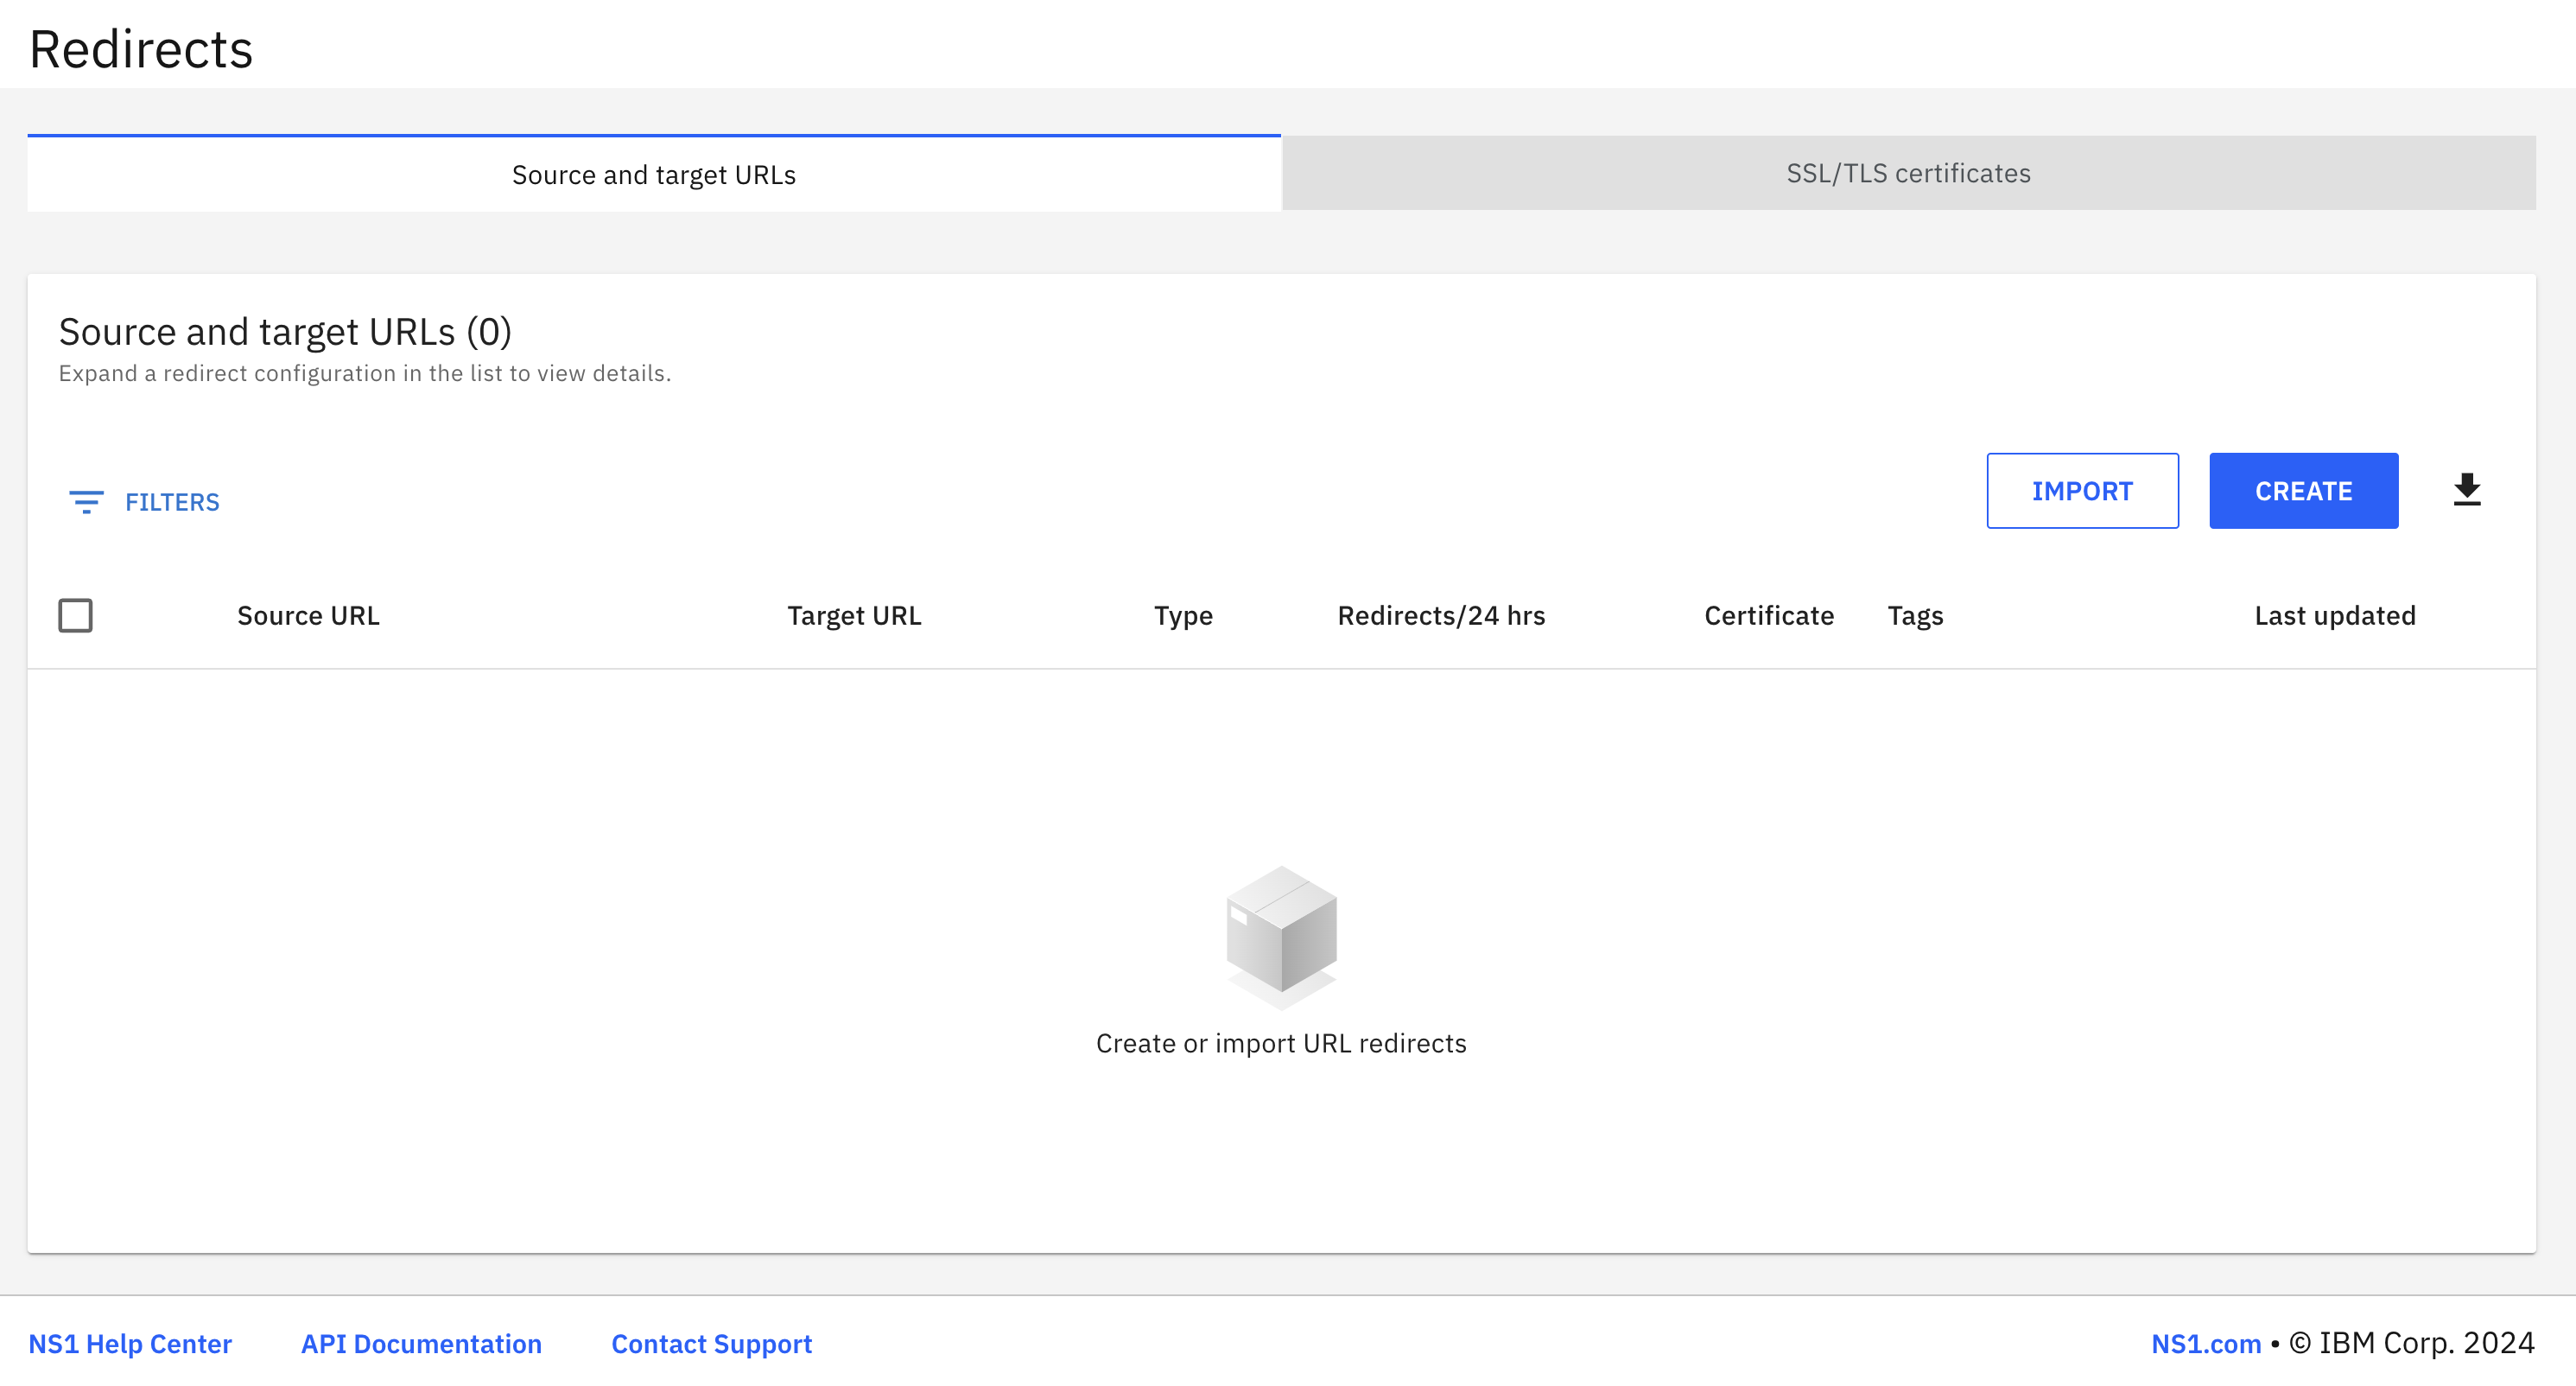 Redirects
Source and target URLs
SSL/TLS certificates
Source and target URLs (0)
Expand a redirect configuration in the list to view details.
FILTERS
IMPORT
CREATE
Source URL
Target URL
Type
Redirects/24 hrs
Certificate
Tags
Last updated
Create or import URL redirects
NS1 Help Center
API Documentation
Contact Support
NS1.com • © IBM Corp. 2024